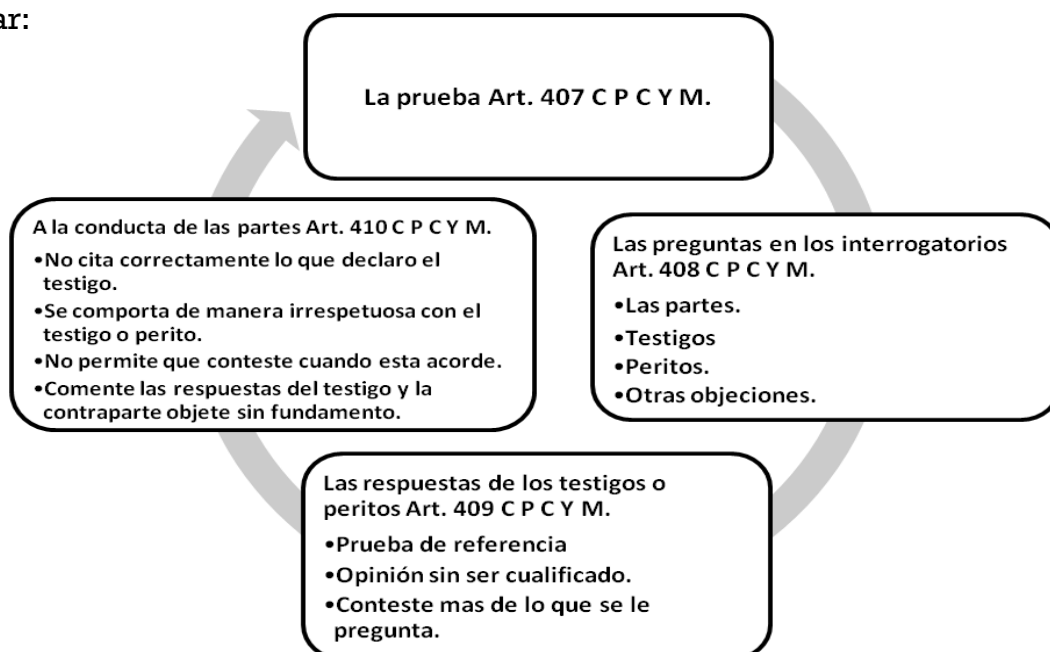 ar:
La prueba Art. 407 C P C Y M.
Las preguntas en los interrogatorios
Art. 408 C P C Y M.
•Las partes.
•Testigos
•Peritos.
•Otras objeciones.
Las respuestas de los testigos o
peritos Art. 409 C P C Y M.
•Prueba de referencia
•Opinión sin ser cualificado.
•Conteste mas de lo que se le
pregunta.
A la conducta de las partes Art. 410 C P C Y M.
•No cita correctamente lo que declaro el
testigo.
•Se comporta de manera irrespetuosa con el
testigo o perito.
•No permite que conteste cuando esta acorde.
•Comente las respuestas del testigo y la
contraparte objete sin fundamento.